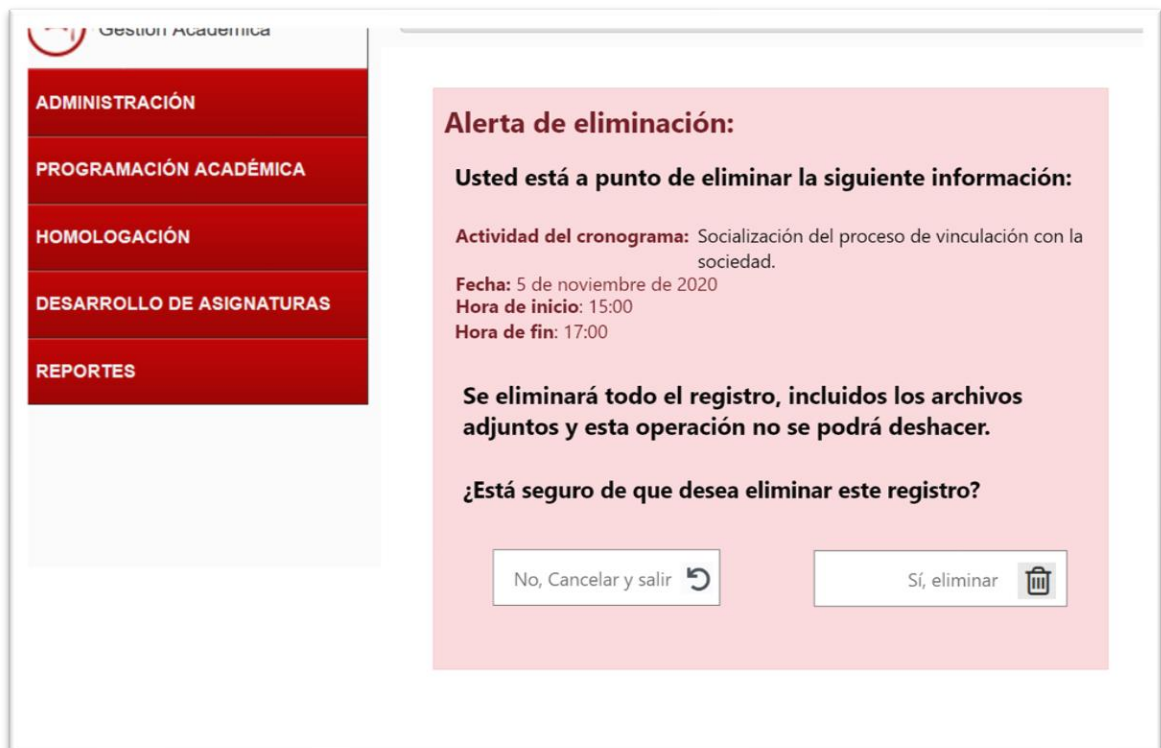 Gestión Académica
ADMINISTRACIÓN
PROGRAMACIÓN ACADÉMICA
HOMOLOGACIÓN
DESARROLLO DE ASIGNATURAS
REPORTES
Alerta de eliminación:
Usted está a punto de eliminar la siguiente información:
Actividad del cronograma: Socialización del proceso de vinculación con la
sociedad.
Fecha: 5 de noviembre de 2020
Hora de inicio: 15:00
Hora de fin: 17:00
Se eliminará todo el registro, incluidos los archivos
adjuntos y esta operación no se podrá deshacer.
¿Está seguro de que desea eliminar este registro?
No, Cancelar y salir
Sí, eliminar